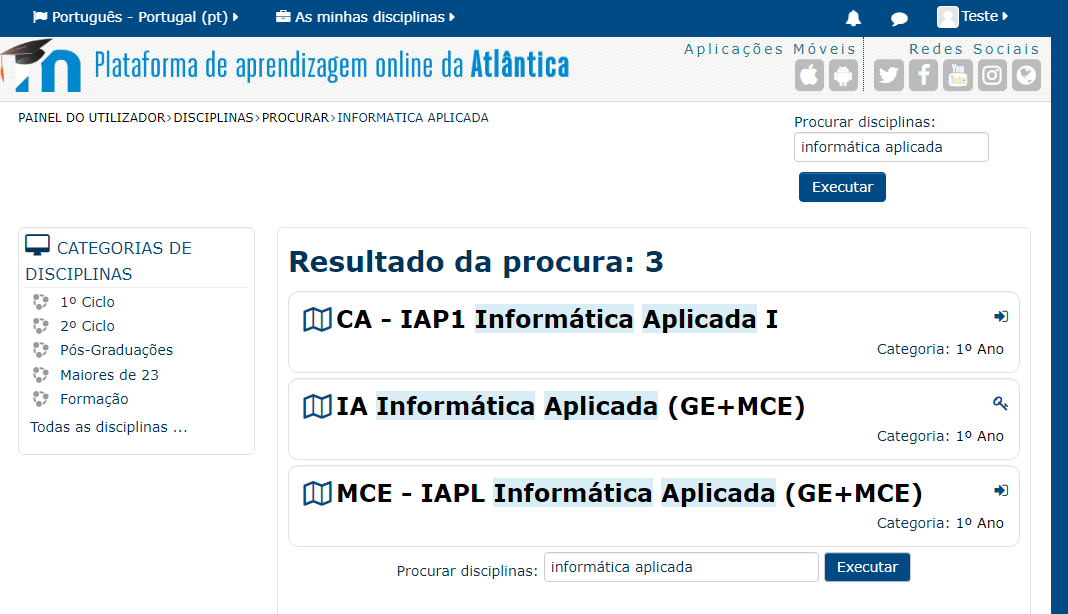 Português - Portugal (pt)
As minhas disciplinas
Teste
Plataforma de aprendizagem online da Atlântica
Aplicações Móveis
Redes Sociais
You
Tube
PAINEL DO UTILIZADOR›DISCIPLINAS›PROCURAR›INFORMATICA APLICADA
Procurar disciplinas:
informática aplicada
Executar
CATEGORIAS DE
DISCIPLINAS
1º Ciclo
2º Ciclo
Pós-Graduações
Maiores de 23
Formação
Todas as disciplinas ...
Resultado da procura: 3
CA - IAP1 Informática Aplicada I
Categoria: 1º Ano
IA Informática Aplicada (GE+MCE)
Categoria: 1º Ano
MCE - IAPL Informática Aplicada (GE+MCE)
Categoria: 1º Ano
Procurar disciplinas:
informática aplicada
Executar